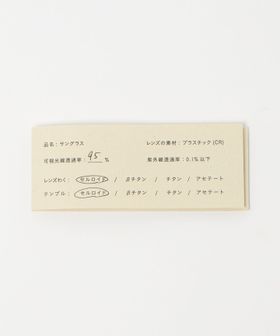 品名：サングラス　レンズの素材：プラスチック(CR)
可視光線透過率：95 %　紫外線透過率：0.1%以下
レンズわく：セルロイド / βチタン / チタン / アセテート
テンプル：セルロイド / βチタン / チタン / アセテート